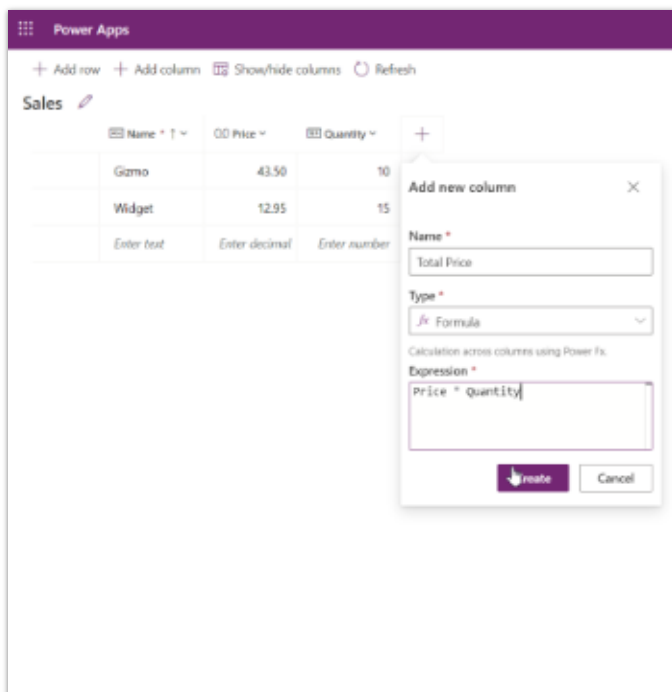 Power Apps
Add row Add column Show/hide columns Refresh
Sales
Name * Price Quantity
Gizmo 43.50 10
Widget 12.95 15
Enter text Enter decimal Enter number
Add new column
Name *
Total Price
Type *
fx Formula
Calculation across columns using Power Fx.
Expression *
Price * Quantity
Create Cancel